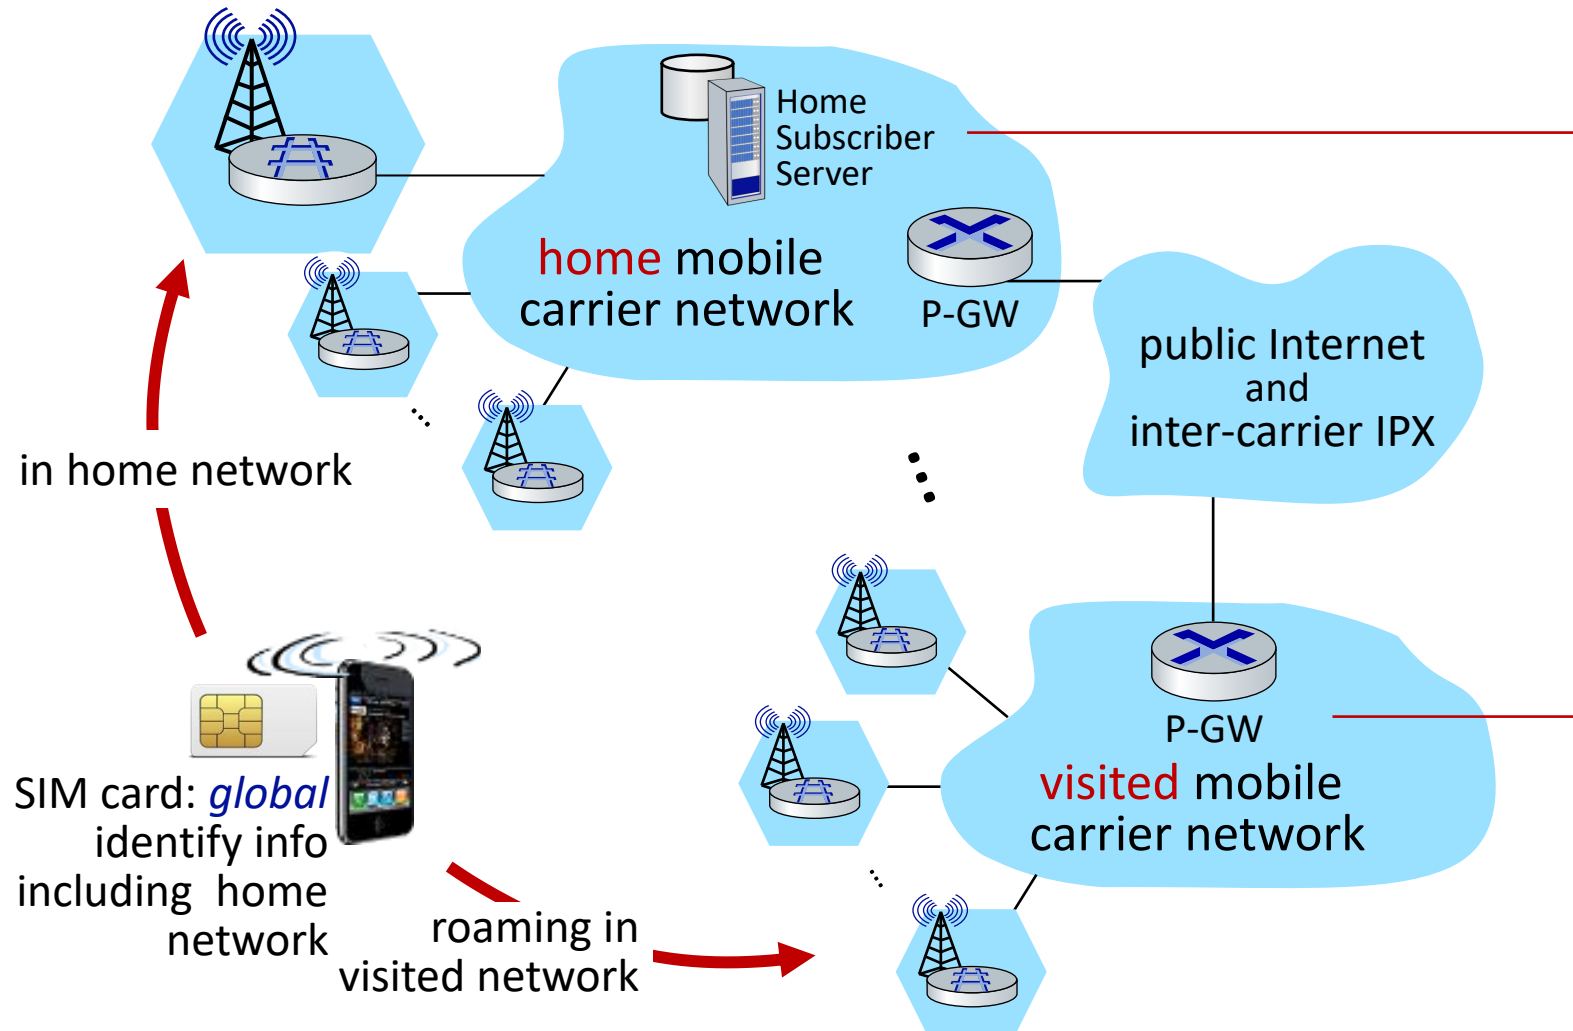 Home
Subscriber
Server
home mobile
carrier network
P-GW
public Internet
and
inter-carrier IPX
in home network
SIM card: global
identify info
including home
network
roaming in
visited network
P-GW
visited mobile
carrier network